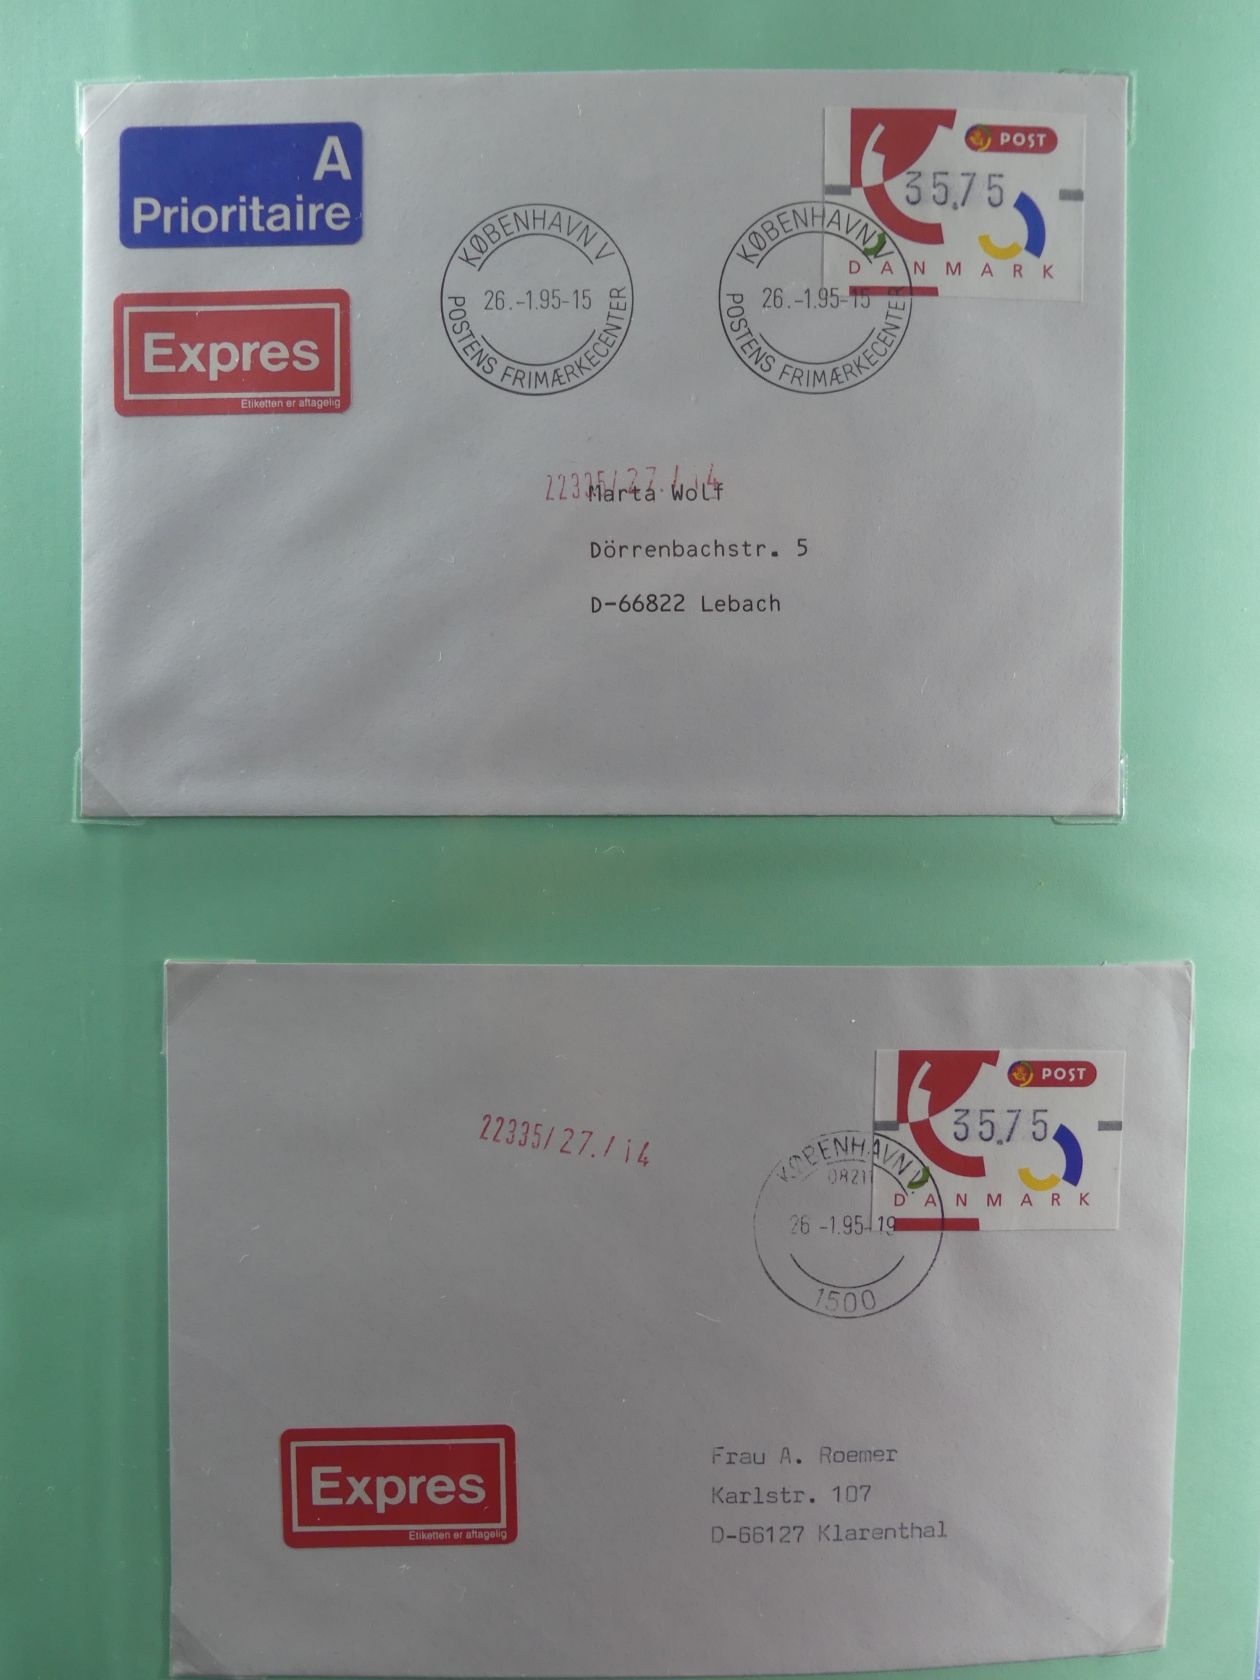 A
Prioritaire
Expres
Etiketten er aftagelig
POST
35.75
DANMARK
KØBENHAVN V
26.-1.95-15
POSTENS FRIMÆRKECENTER
KØBENHAVN V
26.-1.95-15
POSTENS FRIMÆRKECENTER
22335/27./14
Marta Wolf
Dörrenbachstr. 5
D-66822 Lebach
POST
35.75
DANMARK
22335/27./14
KØBENHAVN V
26 -1.95-19
1500
Expres
Etiketten er aftagelig
Frau A. Roemer
Karlstr. 107
D-66127 Klarenthal